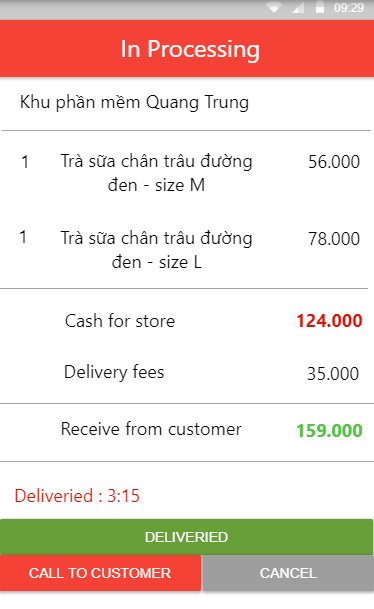 09:29
In Processing
Khu phần mềm Quang Trung
1 Trà sữa chân trâu đường 56.000
đen - size M
1 Trà sữa chân trâu đường 78.000
đen - size L
Cash for store 124.000
Delivery fees 35.000
Receive from customer 159.000
Deliveried : 3:15
DELIVERIED
CALL TO CUSTOMER CANCEL